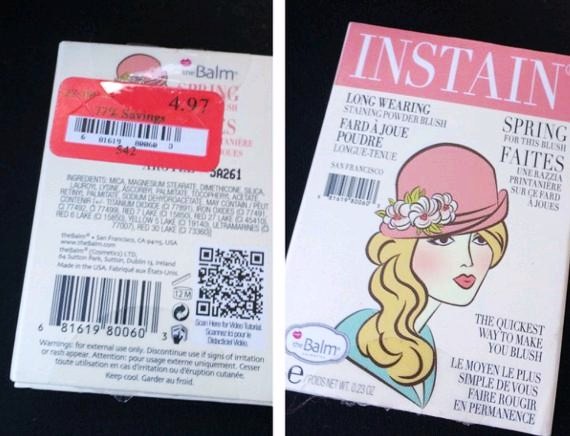 theBalm®
SPRING
4.97
77% Savings
6 81619 80060 3
542
5A261
INGREDIENTS: MICA, MAGNESIUM STEARATE, DIMETHICONE, SILICA,
LAUROYL LYSINE, ASCORBYL PALMITATE, TOCOPHERYL ACETATE,
RETINYL PALMITATE, SODIUM DEHYDROACETATE, MAY CONTAIN / PEUT
CONTENIR (+/- TITANIUM DIOXIDE (CI 77891), IRON OXIDES (CI 77491,
CI 77492, CI 77499), RED 7 LAKE (CI 15850), RED 27 LAKE (CI 45410),
RED 6 LAKE (CI 15850), YELLOW 5 LAKE (CI 19140), ULTRAMARINES (CI
77007), RED 30 LAKE (CI 73360)
theBalm® • San Francisco, CA 94115, USA
www.theBalm.com
theBalm® (Cosmetics) LTD.
64 Sutton Park, Sutton, Dublin 13, Ireland
Made in the USA. Fabriqué aux États-Unis.
12 M
Scan Here for Video Tutorial.
Scannez ici pour le
Didacticiel Vidéo.
6 81619 80060 3
Warnings: for external use only. Discontinue use if signs of irritation
or rash appear. Attention: pour usage externe uniquement. Cesser
toute utilisation en cas d'irritation ou d'éruption cutanée.
Keep cool. Garder au froid.
INSTAIN®
LONG WEARING
STAINING POWDER BLUSH
FARD À JOUE
POUDRE
LONGUE-TENUE
SAN FRANCISCO
6 81619 80060 3
SPRING
FOR THIS BLUSH
FAITES
UNE RAZZIA
PRINTANIÈRE
SUR CE FARD
À JOUES
THE QUICKEST
WAY TO MAKE
YOU BLUSH
LE MOYEN LE PLUS
SIMPLE DE VOUS
FAIRE ROUGIR
EN PERMANENCE
theBalm®
e POIDS NET WT. 0.23 OZ